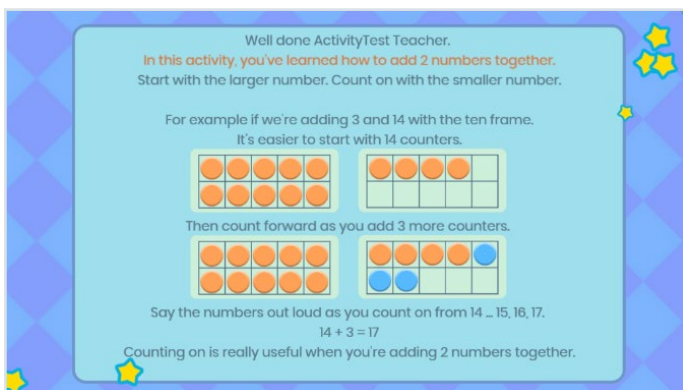 Well done ActivityTest Teacher.
In this activity, you've learned how to add 2 numbers together.
Start with the larger number. Count on with the smaller number.
For example if we're adding 3 and 14 with the ten frame.
It's easier to start with 14 counters.
Then count forward as you add 3 more counters.
Say the numbers out loud as you count on from 14 ... 15, 16, 17.
14 + 3 = 17
Counting on is really useful when you're adding 2 numbers together.